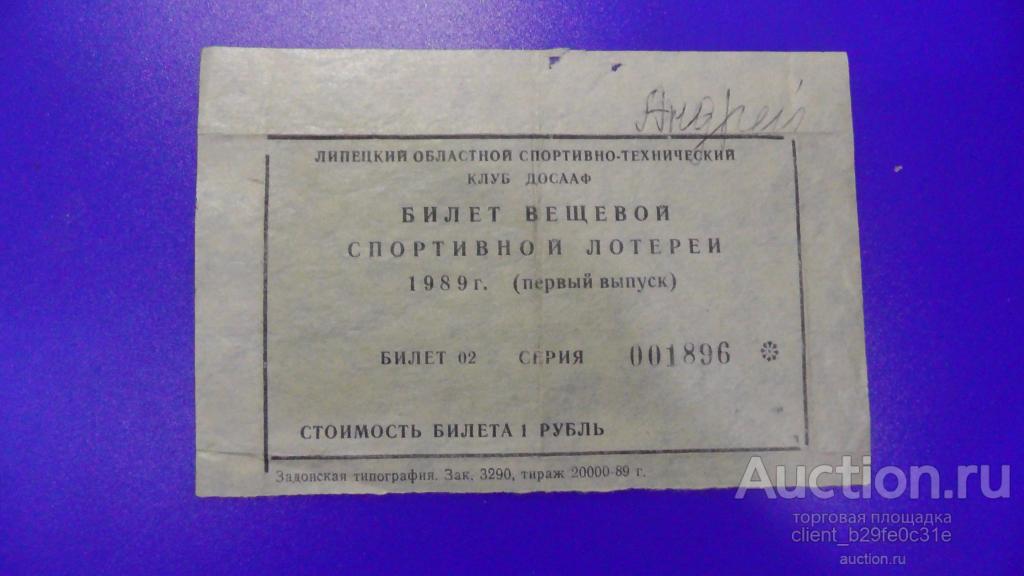 Андрей
ЛИПЕЦКИЙ ОБЛАСТНОЙ СПОРТИВНО-ТЕХНИЧЕСКИЙ
КЛУБ ДОСААФ
БИЛЕТ ВЕЩЕВОЙ
СПОРТИВНОЙ ЛОТЕРЕИ
1989 г. (первый выпуск)
БИЛЕТ 02 СЕРИЯ 001896
СТОИМОСТЬ БИЛЕТА 1 РУБЛЬ
Задонская типография. Зак. 3290, тираж 20000-89 г.
Auction.ru
торговая площадка
client_b29fe0c31e
auction.ru